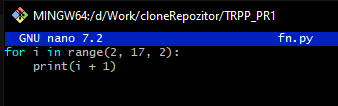 MINGW64:/d/Work/cloneRepozitor/TRPP_PR1
GNU nano 7.2 fn.py
for i in range(2, 17, 2):
    print(i + 1)